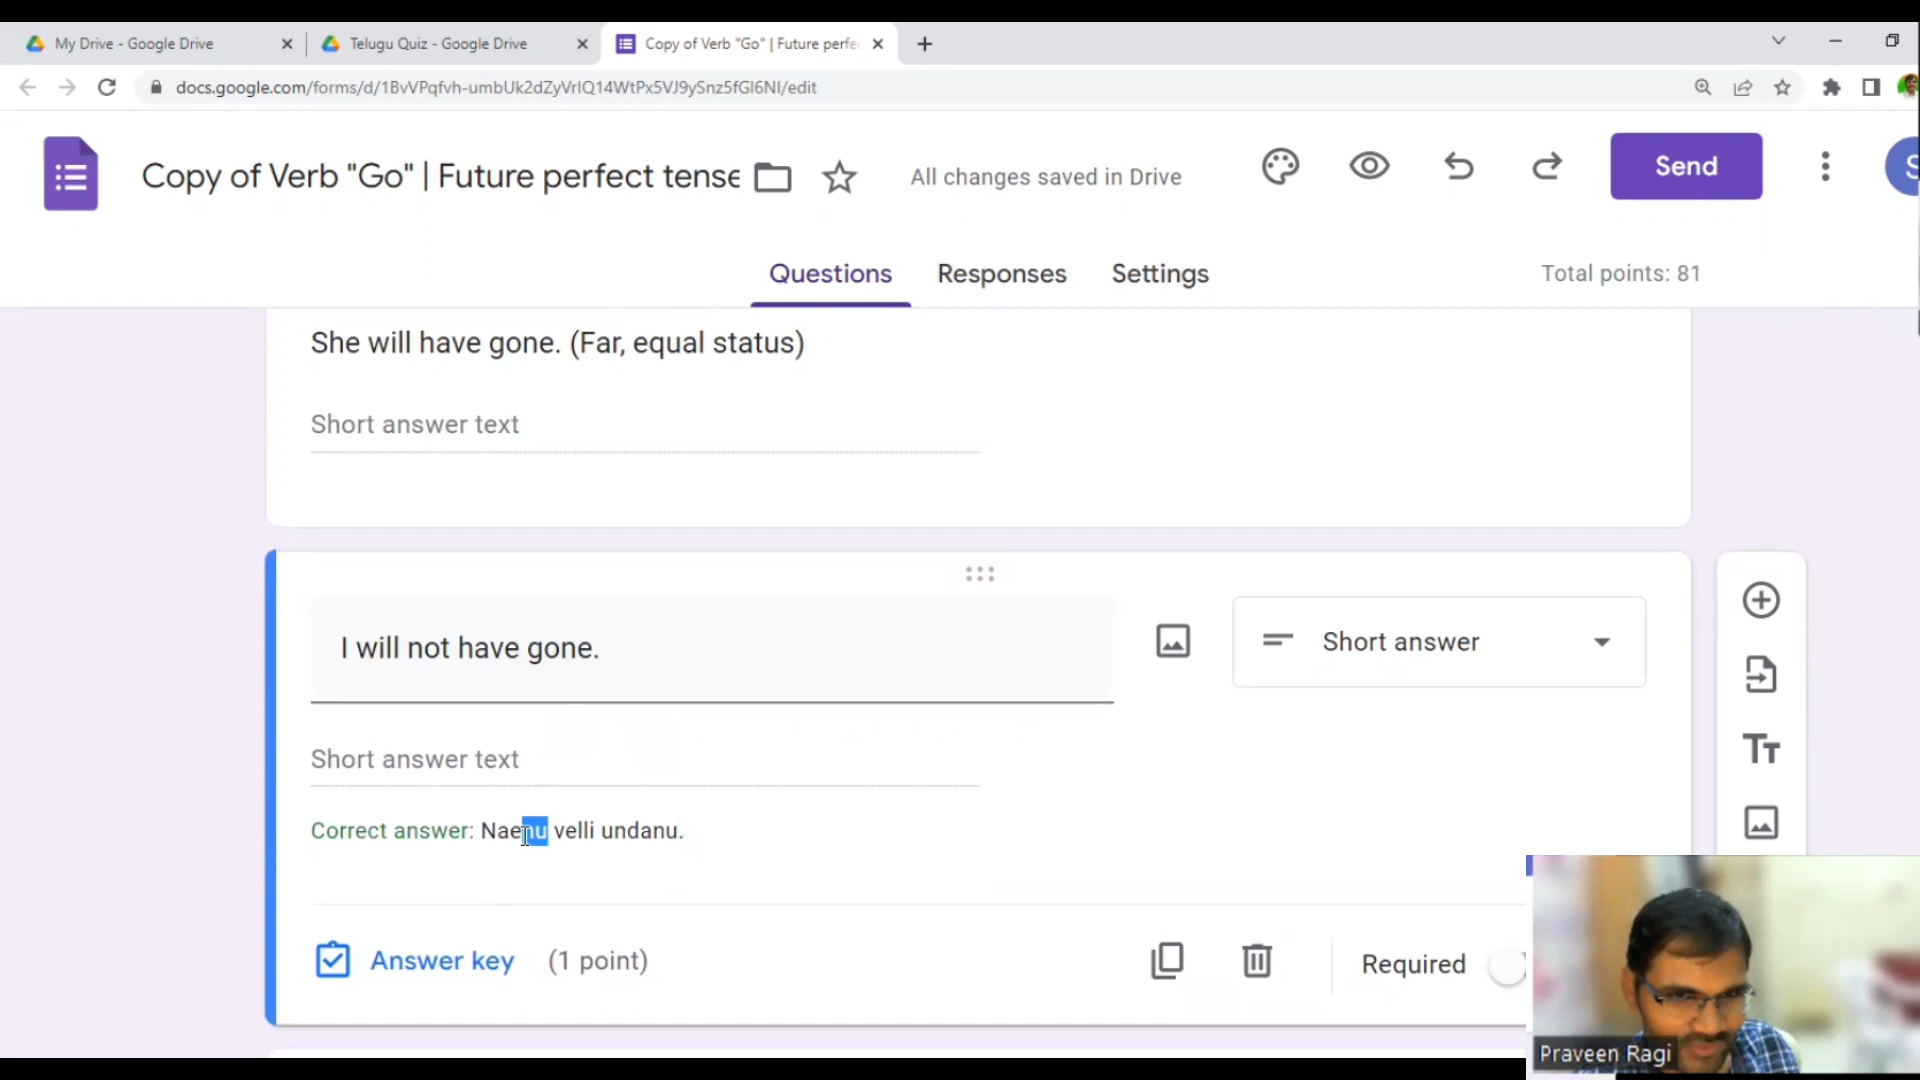 My Drive - Google Drive
Telugu Quiz - Google Drive
Copy of Verb "Go" | Future perfe
docs.google.com/forms/d/1BvVPqfvh-umbUk2dZyVrIQ14WtPx5VJ9ySnz5fGl6NI/edit
Copy of Verb "Go" | Future perfect tense
All changes saved in Drive
Send
S
Questions
Responses
Settings
Total points: 81
She will have gone. (Far, equal status)
Short answer text
I will not have gone.
Short answer
Short answer text
Correct answer: Naenu velli undanu.
Answer key
(1 point)
Required
Praveen Ragi